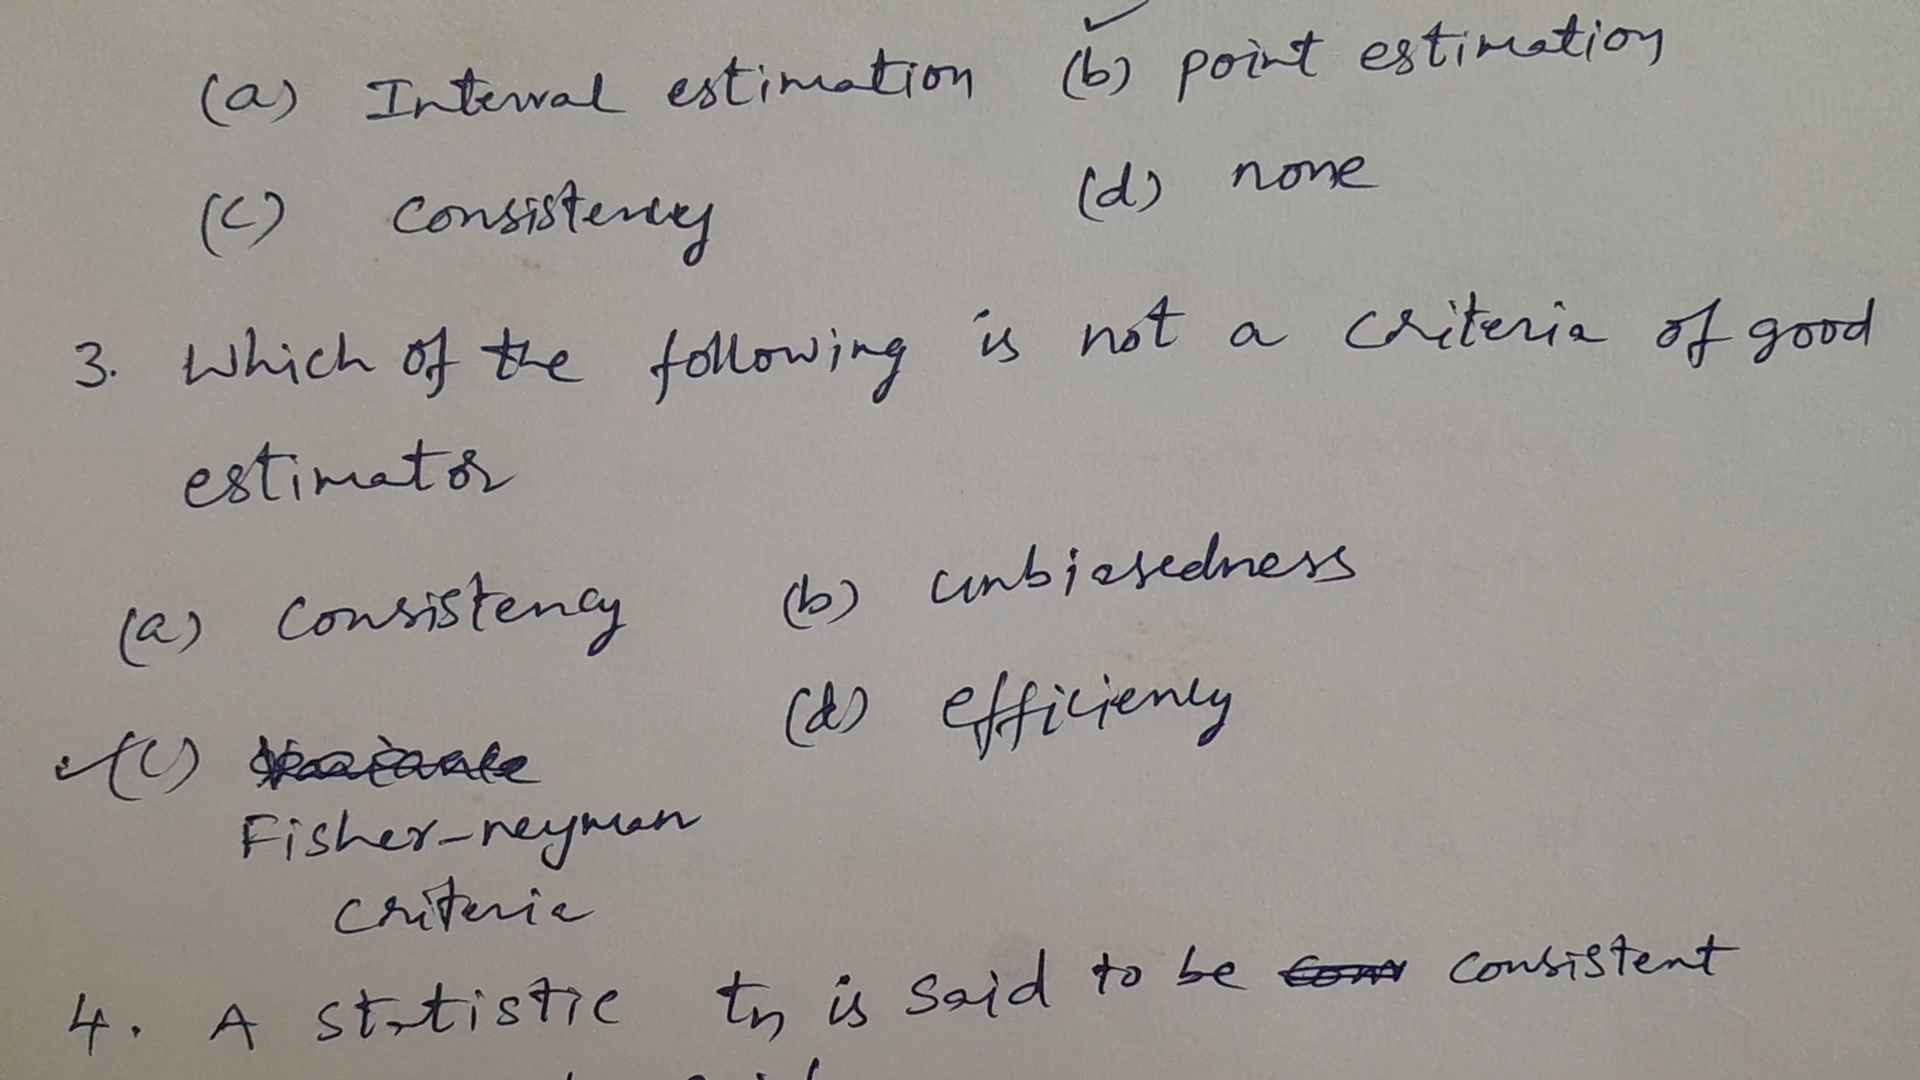 (a) Interval estimation (b) point estimation
(c) consistency (d) none
3. Which of the following is not a criteria of good
estimator
(a) consistency (b) unbiasedness
(c) (d) efficiency
Fisher-neyman
criteria
4. A statistic tn is said to be consistent